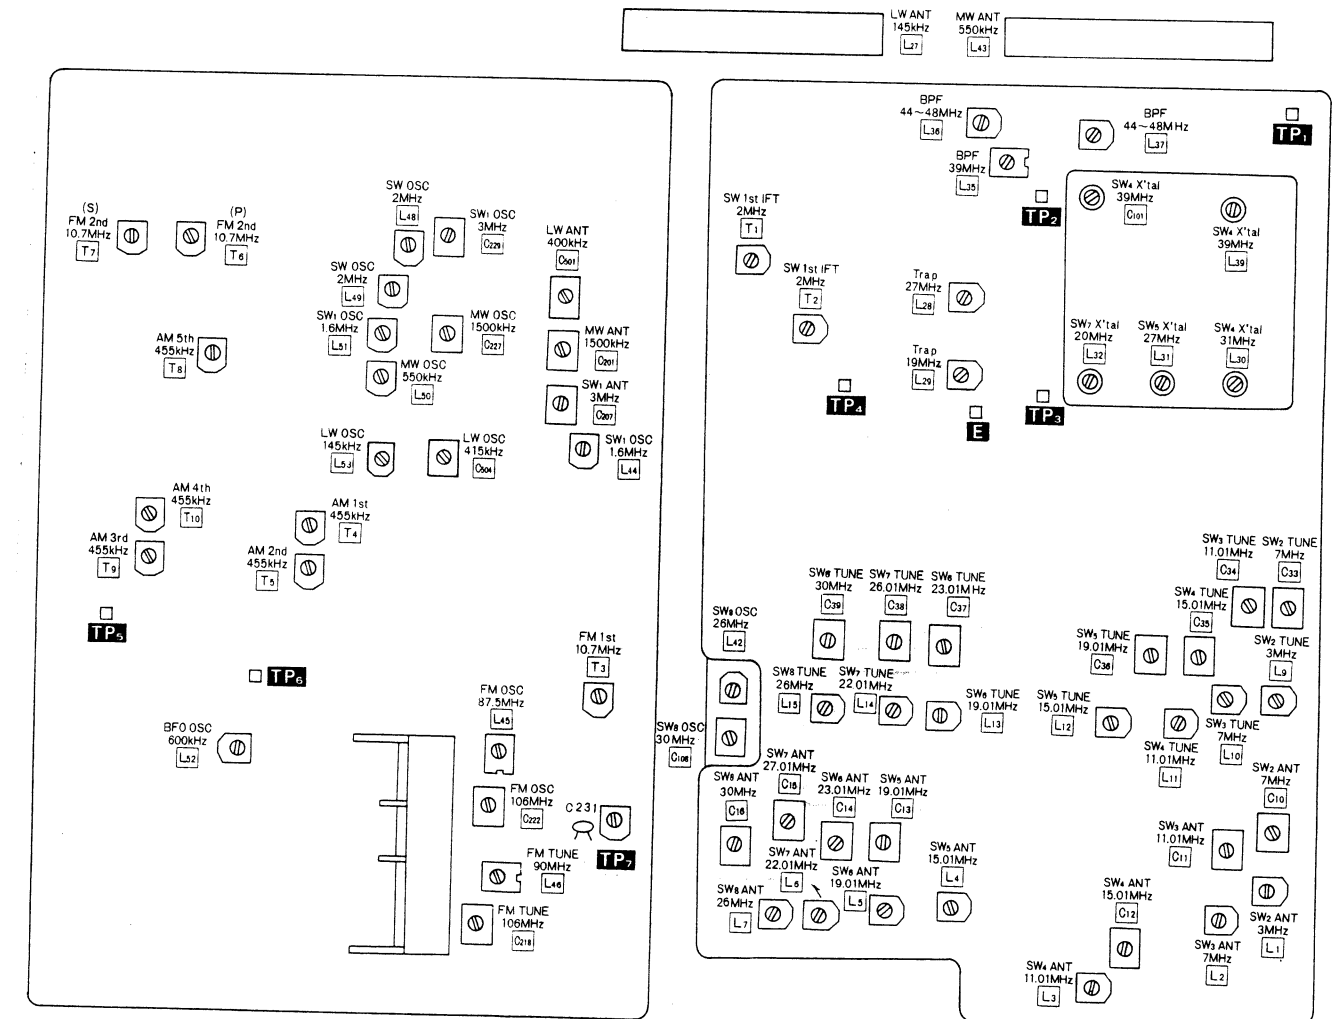 LW ANT
145kHz
L27
MW ANT
550kHz
L43
(S)
FM 2nd
10.7MHz
T7
(P)
FM 2nd
10.7MHz
T6
SW OSC
2MHz
L48
SW1 OSC
3MHz
C229
LW ANT
400kHz
C501
SW OSC
2MHz
L49
SW1 OSC
1.6MHz
L51
MW OSC
1500kHz
C227
MW ANT
1500kHz
C201
AM 5th
455kHz
T8
MW OSC
550kHz
L50
SW1 ANT
3MHz
C207
LW OSC
145kHz
L53
LW OSC
415kHz
C504
SW1 OSC
1.6MHz
L44
AM 4th
455kHz
T10
AM 1st
455kHz
T4
AM 3rd
455kHz
T9
AM 2nd
455kHz
T5
TP5
TP6
FM 1st
10.7MHz
T3
FM OSC
87.5MHz
L45
BFO OSC
600kHz
L52
FM OSC
106MHz
C222
C231
TP7
FM TUNE
90MHz
L46
FM TUNE
106MHz
C218
BPF
44~48MHz
L36
BPF
44~48MHz
L37
TP1
BPF
39MHz
L35
TP2
SW4 X'tal
39MHz
C101
SW4 X'tal
39MHz
L39
SW 1st IFT
2MHz
T1
SW 1st IFT
2MHz
T2
Trap
27MHz
L28
SW7 X'tal
20MHz
L32
SW5 X'tal
27MHz
L31
SW4 X'tal
31MHz
L30
Trap
19MHz
L29
TP4
TP3
E
SW3 TUNE
11.01MHz
C34
SW2 TUNE
7MHz
C33
SW8 TUNE
30MHz
C39
SW7 TUNE
26.01MHz
C38
SW6 TUNE
23.01MHz
C37
SW4 TUNE
15.01MHz
C35
SW8 OSC
26MHz
L42
SW5 TUNE
19.01MHz
C36
SW2 TUNE
3MHz
L9
SW8 TUNE
26MHz
L15
SW7 TUNE
22.01MHz
L14
SW6 TUNE
19.01MHz
L13
SW5 TUNE
15.01MHz
L12
SW3 TUNE
7MHz
L10
SW4 TUNE
11.01MHz
L11
SW8 OSC
30MHz
C108
SW7 ANT
27.01MHz
C15
SW8 ANT
30MHz
C16
SW6 ANT
23.01MHz
C14
SW5 ANT
19.01MHz
C13
SW2 ANT
7MHz
C10
SW3 ANT
11.01MHz
C11
SW7 ANT
22.01MHz
L6
SW6 ANT
19.01MHz
L5
SW5 ANT
15.01MHz
L4
SW8 ANT
26MHz
L7
SW4 ANT
15.01MHz
C12
SW2 ANT
3MHz
L1
SW3 ANT
7MHz
L2
SW4 ANT
11.01MHz
L3